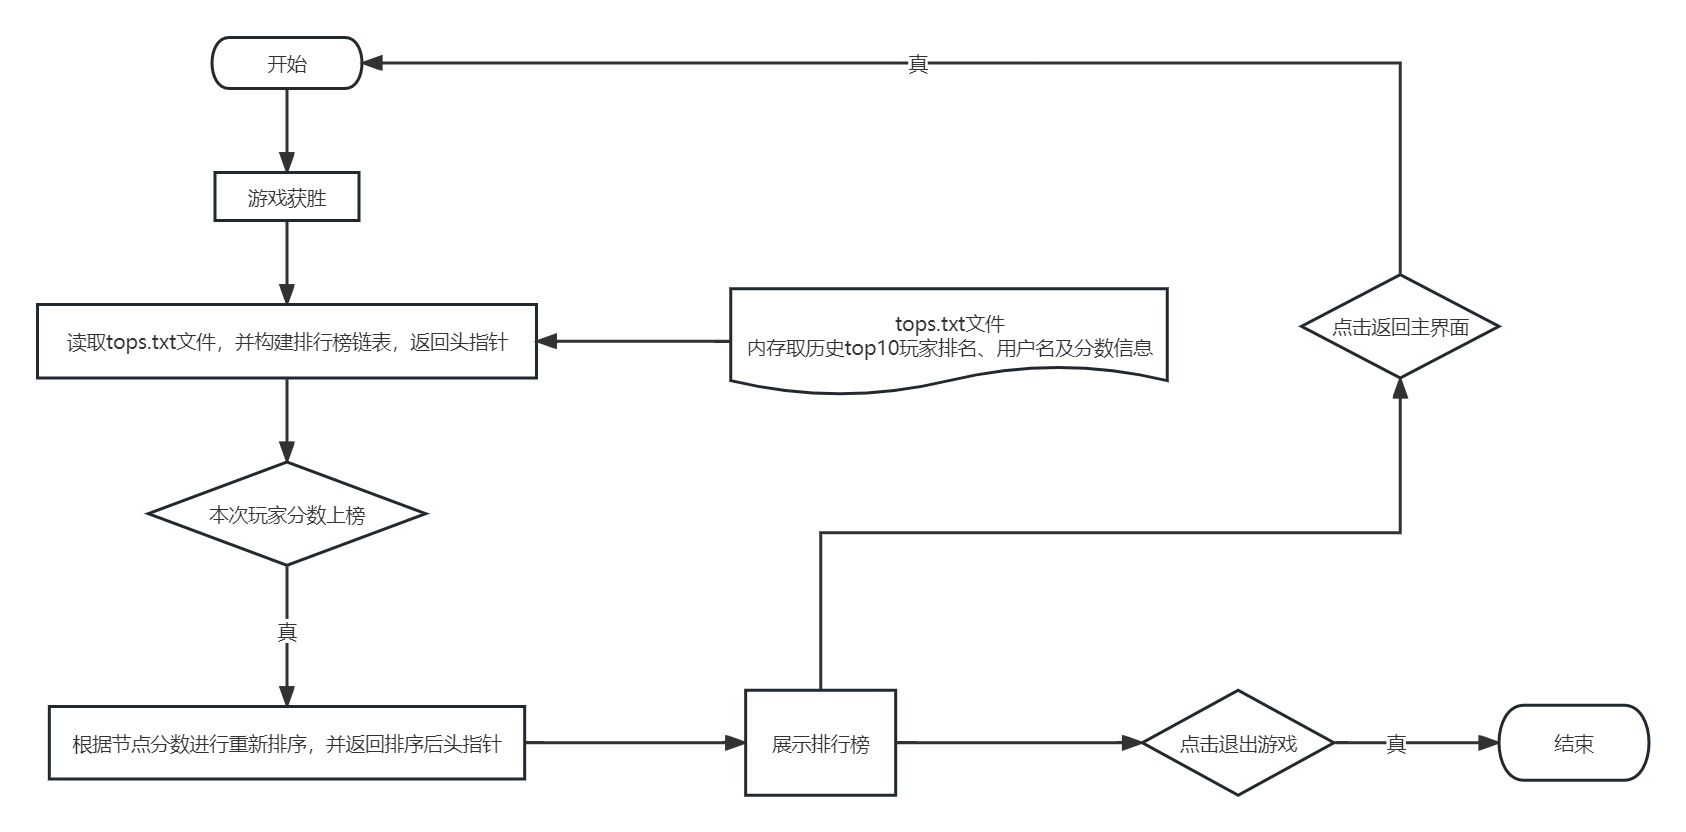 开始
真
游戏获胜
读取tops.txt文件，并构建排行榜链表，返回头指针
tops.txt文件
内存取历史top10玩家排名、用户名及分数信息
点击返回主界面
本次玩家分数上榜
真
根据节点分数进行重新排序，并返回排序后头指针
展示排行榜
点击退出游戏
真
结束